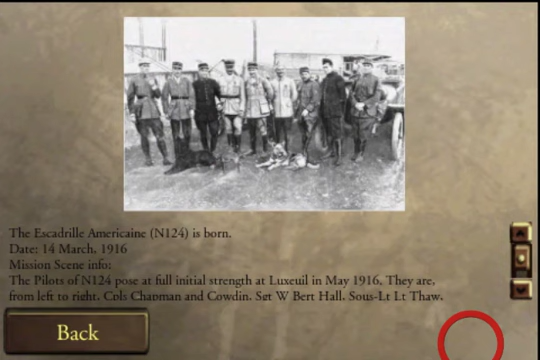 The Escadrille Americaine (N124) is born.
Date: 14 March, 1916
Mission Scene info:
The Pilots of N124 pose at full initial strength at Luxeuil in May 1916, They are,
from left to right, Cpls Chapman and Cowdin, Sgt W Bert Hall, Sous-Lt Lt Thaw,
Back